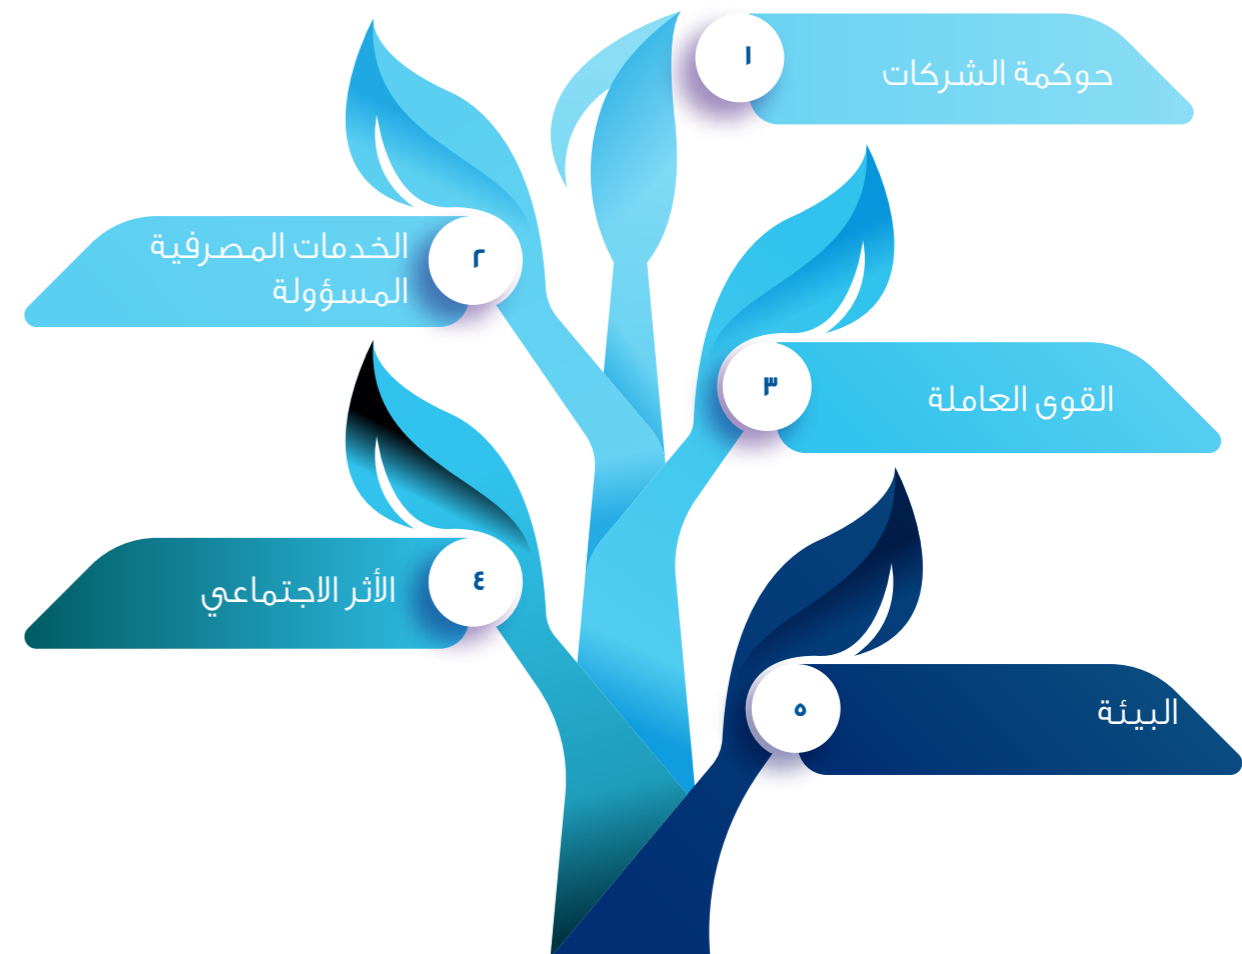 ١
حوكمة الشركات
٢
الخدمات المصرفية
المسؤولة
٣
القوى العاملة
٤
الأثر الاجتماعي
٥
البيئة